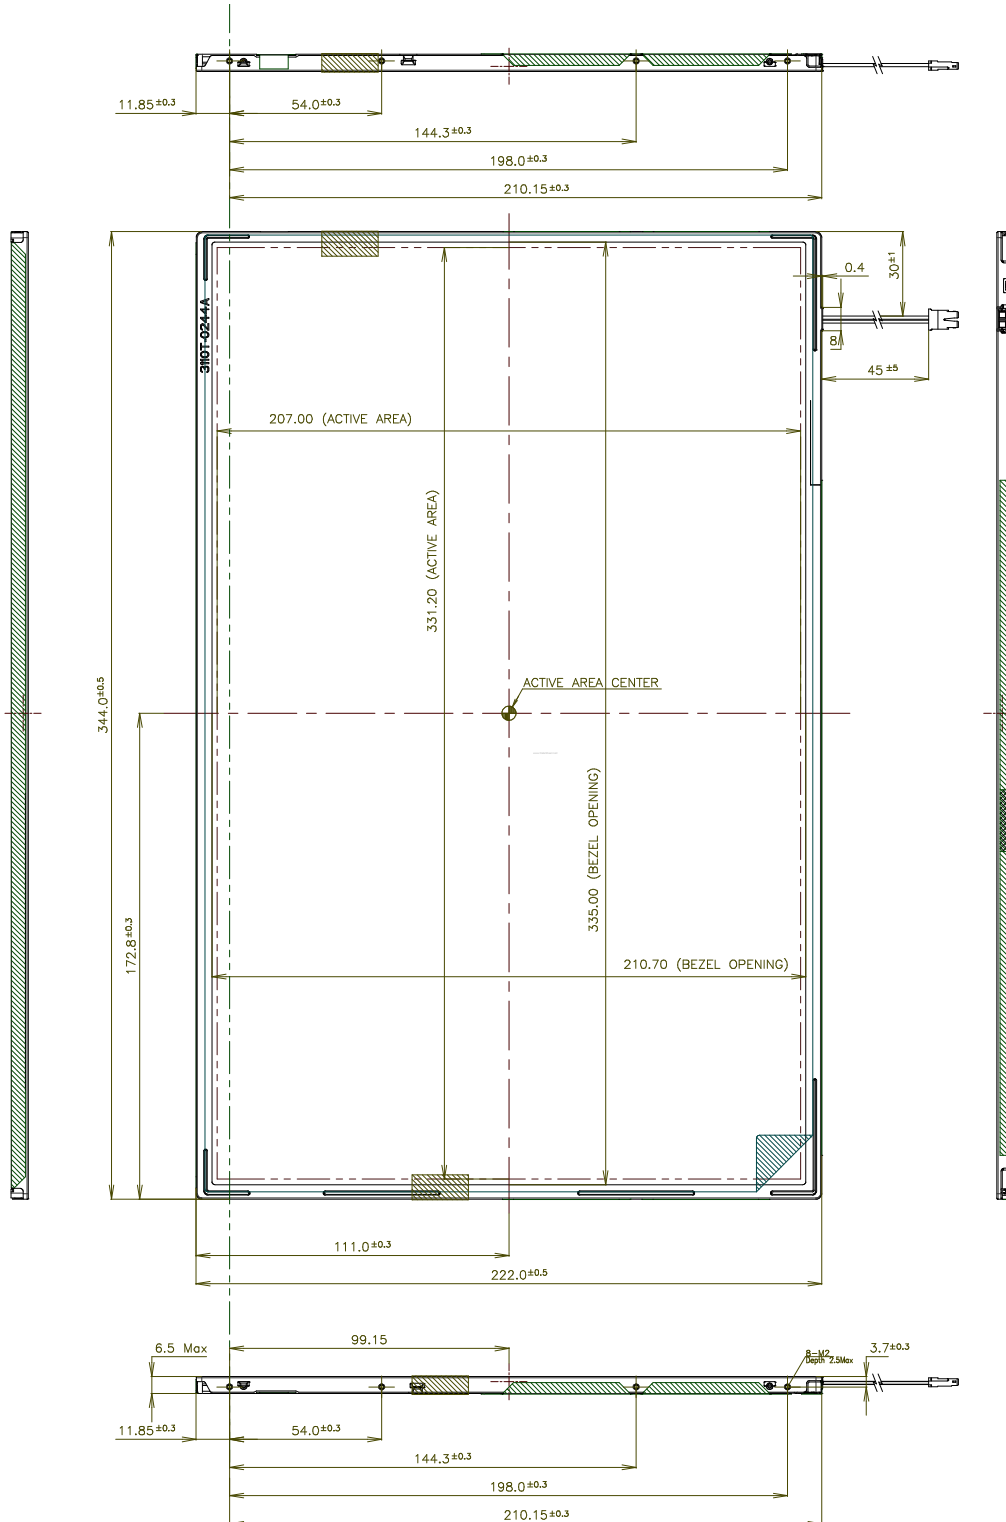 11.85±0.3
54.0±0.3
144.3±0.3
198.0±0.3
210.15±0.3
0.4
30±1
3110T-0244A
8
45 ±5
207.00 (ACTIVE AREA)
331.20 (ACTIVE AREA)
ACTIVE AREA CENTER
344.0±0.5
335.00 (BEZEL OPENING)
172.8±0.3
210.70 (BEZEL OPENING)
111.0±0.3
222.0±0.5
99.15
6.5 Max
8-M2
Depth 2.5Max
3.7±0.3
11.85±0.3
54.0±0.3
144.3±0.3
198.0±0.3
210.15±0.3